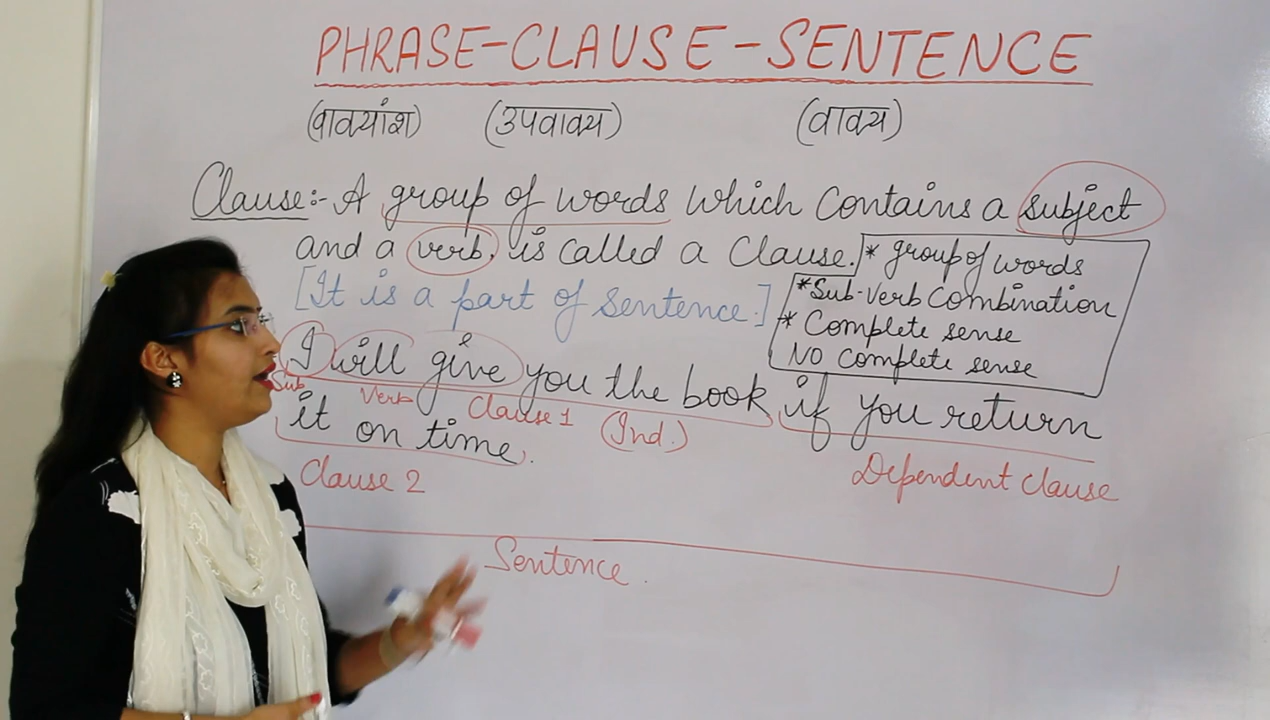 PHRASE-CLAUSE-SENTENCE
(वाक्यांश) (उपवाक्य) (वाक्य)
Clause:- A group of words which contains a subject
and a verb, is called a Clause.
[It is a part of sentence.]
* group of words
* Sub-Verb Combination
* Complete sense
No complete sense
I will give you the book if you return
Sub Verb Clause 1 (Ind.)
it on time.
Clause 2 Dependent clause
Sentence.